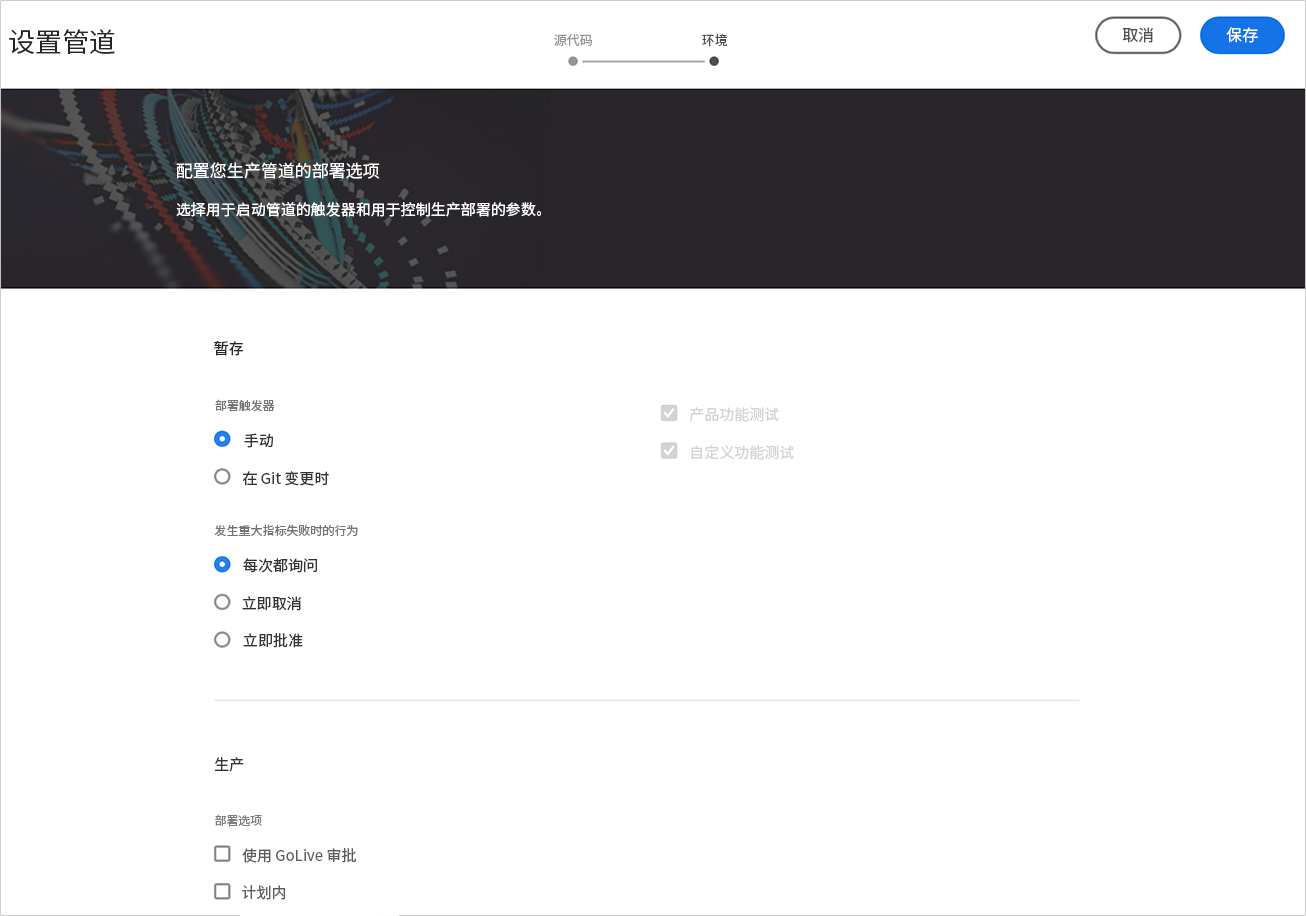 设置管道
源代码
环境
取消
保存
配置您生产管道的部署选项
选择用于启动管道的触发器和用于控制生产部署的参数。
暂存
部署触发器
手动
在 Git 变更时
产品功能测试
自定义功能测试
发生重大指标失败时的行为
每次都询问
立即取消
立即批准
生产
部署选项
使用 GoLive 审批
计划内